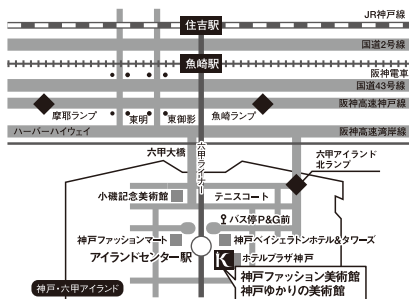 住吉駅
JR神戸線
国道2号線
魚崎駅
阪神電車
国道43号線
摩耶ランプ
東明
東御影
魚崎ランプ
阪神高速神戸線
ハーバーハイウェイ
阪神高速湾岸線
六甲ライナー
六甲大橋
六甲アイランド
北ランプ
小磯記念美術館
テニスコート
バス停P&G前
神戸ファッションマート
神戸ベイシェラトンホテル&タワーズ
アイランドセンター駅
K
ホテルプラザ神戸
神戸ファッション美術館
神戸ゆかりの美術館
神戸・六甲アイランド